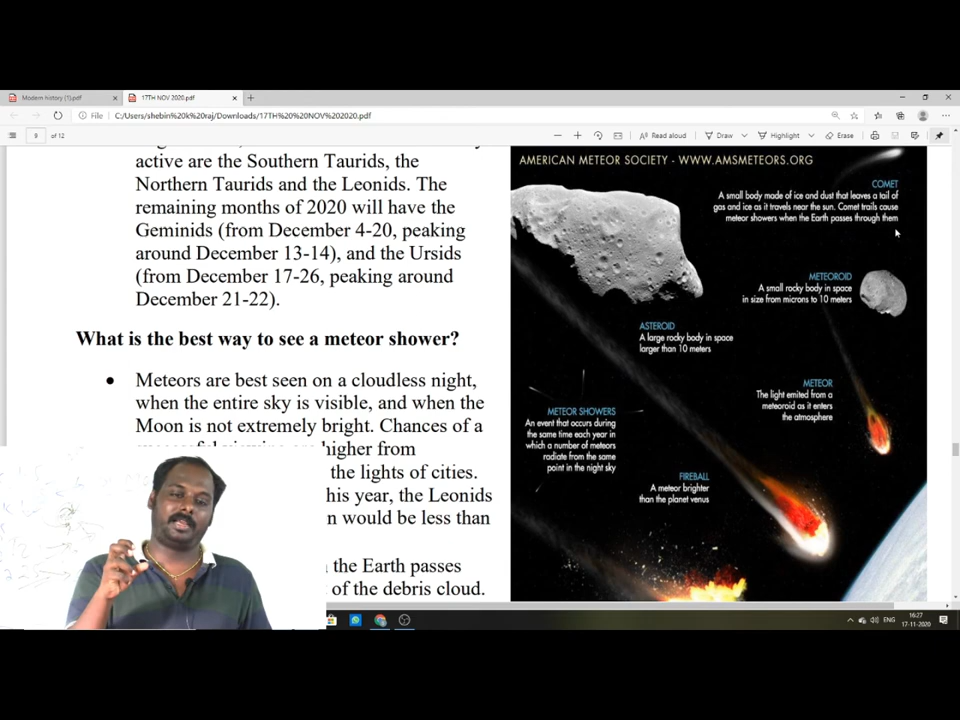 Modern history (1).pdf
17TH NOV 2020.pdf
File
C:/Users/shebin%20k%20raj/Downloads/17TH%20%20NOV%202020.pdf
9 of 12
Read aloud
Draw
Highlight
Erase
active are the Southern Taurids, the
Northern Taurids and the Leonids. The
remaining months of 2020 will have the
Geminids (from December 4-20, peaking
around December 13-14), and the Ursids
(from December 17-26, peaking around
December 21-22).
What is the best way to see a meteor shower?
• Meteors are best seen on a cloudless night,
when the entire sky is visible, and when the
Moon is not extremely bright. Chances of a
higher from
the lights of cities.
his year, the Leonids
n would be less than
the Earth passes
t of the debris cloud.
AMERICAN METEOR SOCIETY - WWW.AMSMETEORS.ORG
COMET
A small body made of ice and dust that leaves a tail of
gas and ice as it travels near the sun. Comet trails cause
meteor showers when the Earth passes through them
METEOROID
A small rocky body in space
in size from microns to 10 meters
ASTEROID
A large rocky body in space
larger than 10 meters
METEOR
The light emitted from a
meteoroid as it enters
the atmosphere
METEOR SHOWERS
An event that occurs during
the same time each year in
which a number of meteors
radiate from the same
point in the night sky
FIREBALL
A meteor brighter
than the planet venus
ENG
16:27
17-11-2020